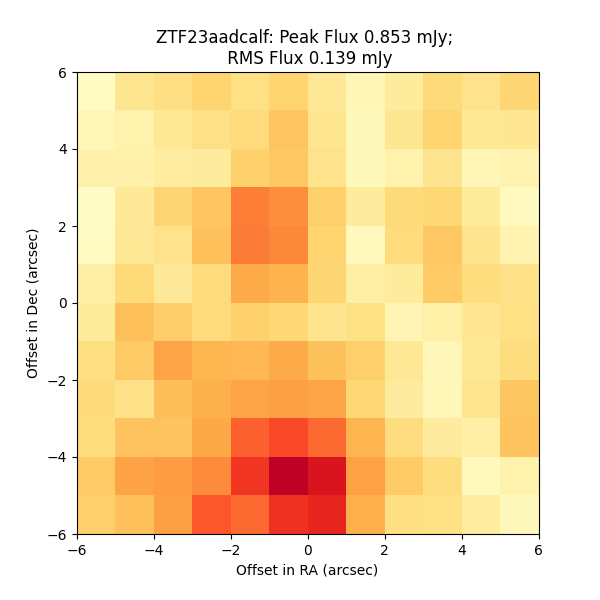 ZTF23aadcalf: Peak Flux 0.853 mJy;
RMS Flux 0.139 mJy
6
4
2
0
−2
−4
−6
Offset in Dec (arcsec)
−6 −4 −2 0 2 4 6
Offset in RA (arcsec)